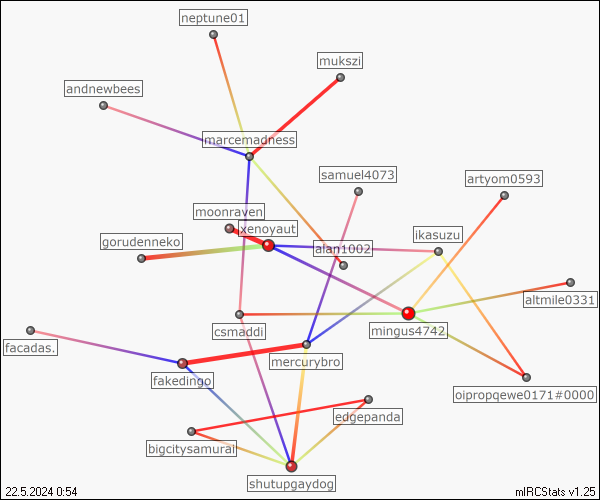 neptune01
mukszi
andnewbees
marcemadness
samuel4073
artyom0593
moonraven
xenoyaut
gorudenneko
alan1002
ikasuzu
altmile0331
csmaddi
mingus4742
facadas.
mercurybro
fakedingo
oipropqewe0171#0000
edgepanda
bigcitysamurai
shutupgaydog
22.5.2024 0:54
mIRCStats v1.25